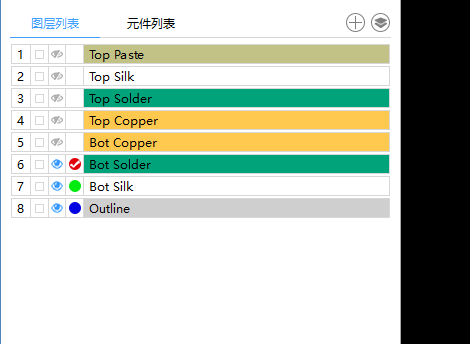 图层列表 元件列表
1 Top Paste
2 Top Silk
3 Top Solder
4 Top Copper
5 Bot Copper
6 Bot Solder
7 Bot Silk
8 Outline